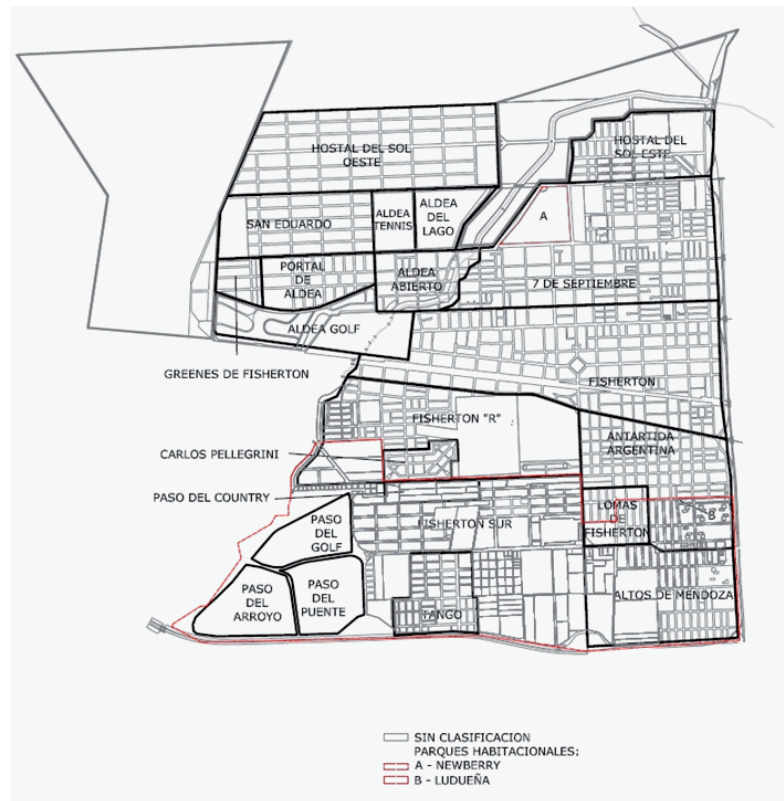 HOSTAL DEL SOL
OESTE
HOSTAL DEL
SOL ESTE
SAN EDUARDO
ALDEA
TENNIS
ALDEA
DEL
LAGO
A
PORTAL
DE
ALDEA
ALDEA
ABIERTO
7 DE SEPTIEMBRE
ALDEA GOLF
GREENES DE FISHERTON
FISHERTON
FISHERTON "R"
ANTARTIDA
ARGENTINA
CARLOS PELLEGRINI
PASO DEL COUNTRY
PASO
DEL
GOLF
FISHERTON SUR
LOMAS
DE
FISHERTON
B
PASO
DEL
ARROYO
PASO
DEL
PUENTE
TANGO
ALTOS DE MENDOZA
SIN CLASIFICACION
PARQUES HABITACIONALES:
A - NEWBERRY
B - LUDUEÑA